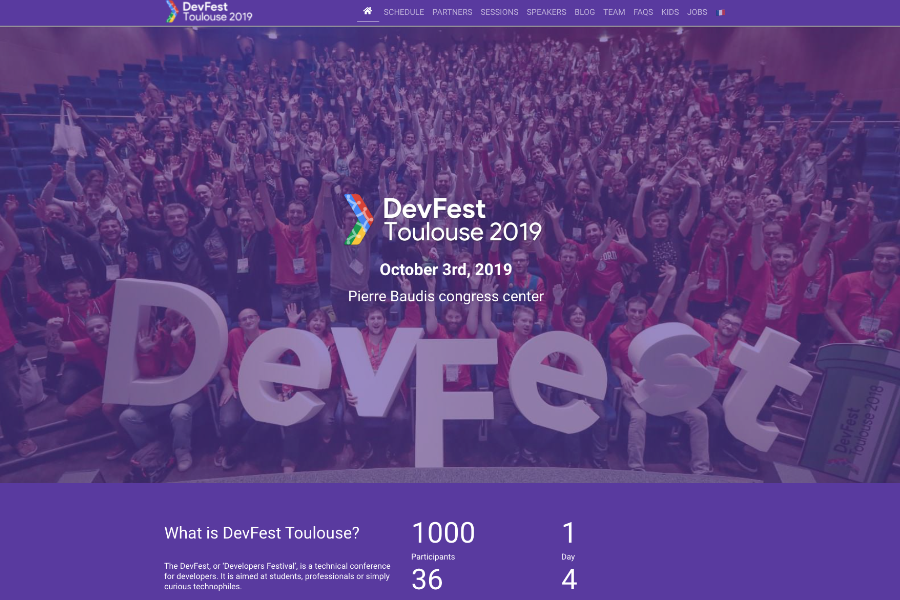 DevFest
Toulouse 2019
SCHEDULE PARTNERS SESSIONS SPEAKERS BLOG TEAM FAQS KIDS JOBS
DevFest
Toulouse 2019
October 3rd, 2019
Pierre Baudis congress center
DevFest
DevFest
Toulouse 2018
What is DevFest Toulouse?
The DevFest, or 'Developers Festival', is a technical conference
for developers. It is aimed at students, professionals or simply
curious technophiles.
1000
Participants
36
1
Day
4